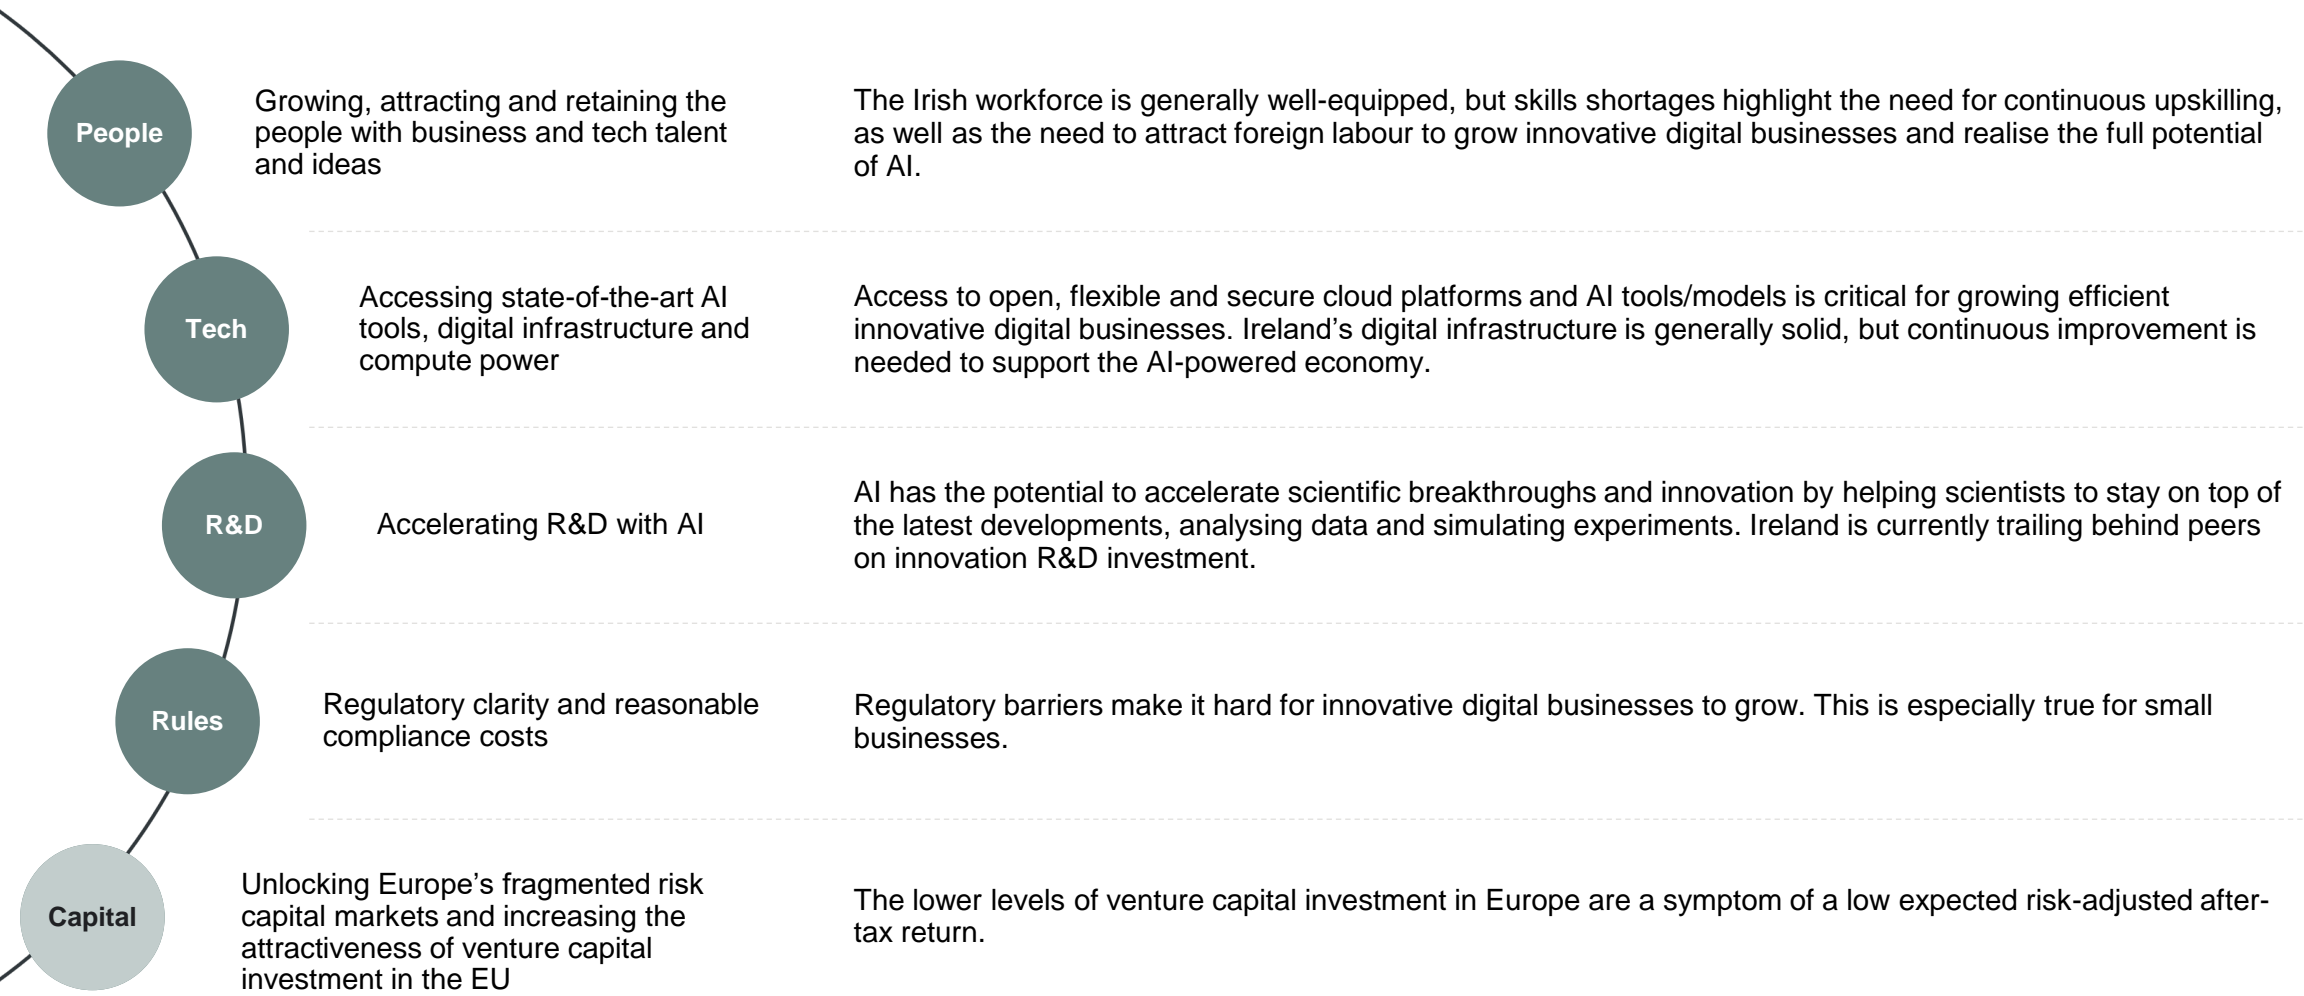 People
Growing, attracting and retaining the
people with business and tech talent
and ideas
The Irish workforce is generally well-equipped, but skills shortages highlight the need for continuous upskilling,
as well as the need to attract foreign labour to grow innovative digital businesses and realise the full potential
of AI.
Tech
Accessing state-of-the-art AI
tools, digital infrastructure and
compute power
Access to open, flexible and secure cloud platforms and AI tools/models is critical for growing efficient
innovative digital businesses. Ireland’s digital infrastructure is generally solid, but continuous improvement is
needed to support the AI-powered economy.
R&D
Accelerating R&D with AI
AI has the potential to accelerate scientific breakthroughs and innovation by helping scientists to stay on top of
the latest developments, analysing data and simulating experiments. Ireland is currently trailing behind peers
on innovation R&D investment.
Rules
Regulatory clarity and reasonable
compliance costs
Regulatory barriers make it hard for innovative digital businesses to grow. This is especially true for small
businesses.
Capital
Unlocking Europe’s fragmented risk
capital markets and increasing the
attractiveness of venture capital
investment in the EU
The lower levels of venture capital investment in Europe are a symptom of a low expected risk-adjusted after-
tax return.